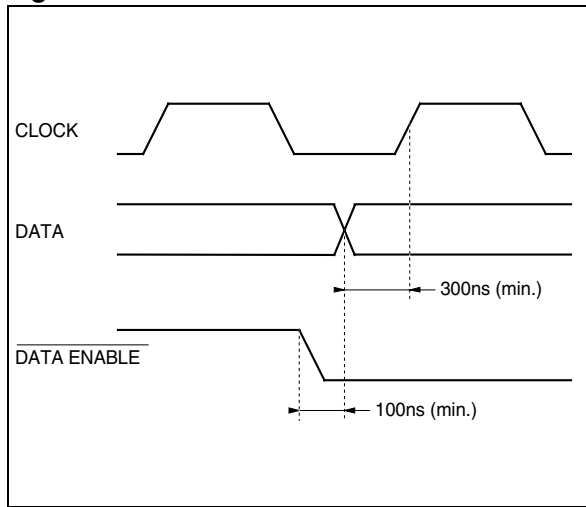 CLOCK
DATA
300ns (min.)
DATA ENABLE
100ns (min.)